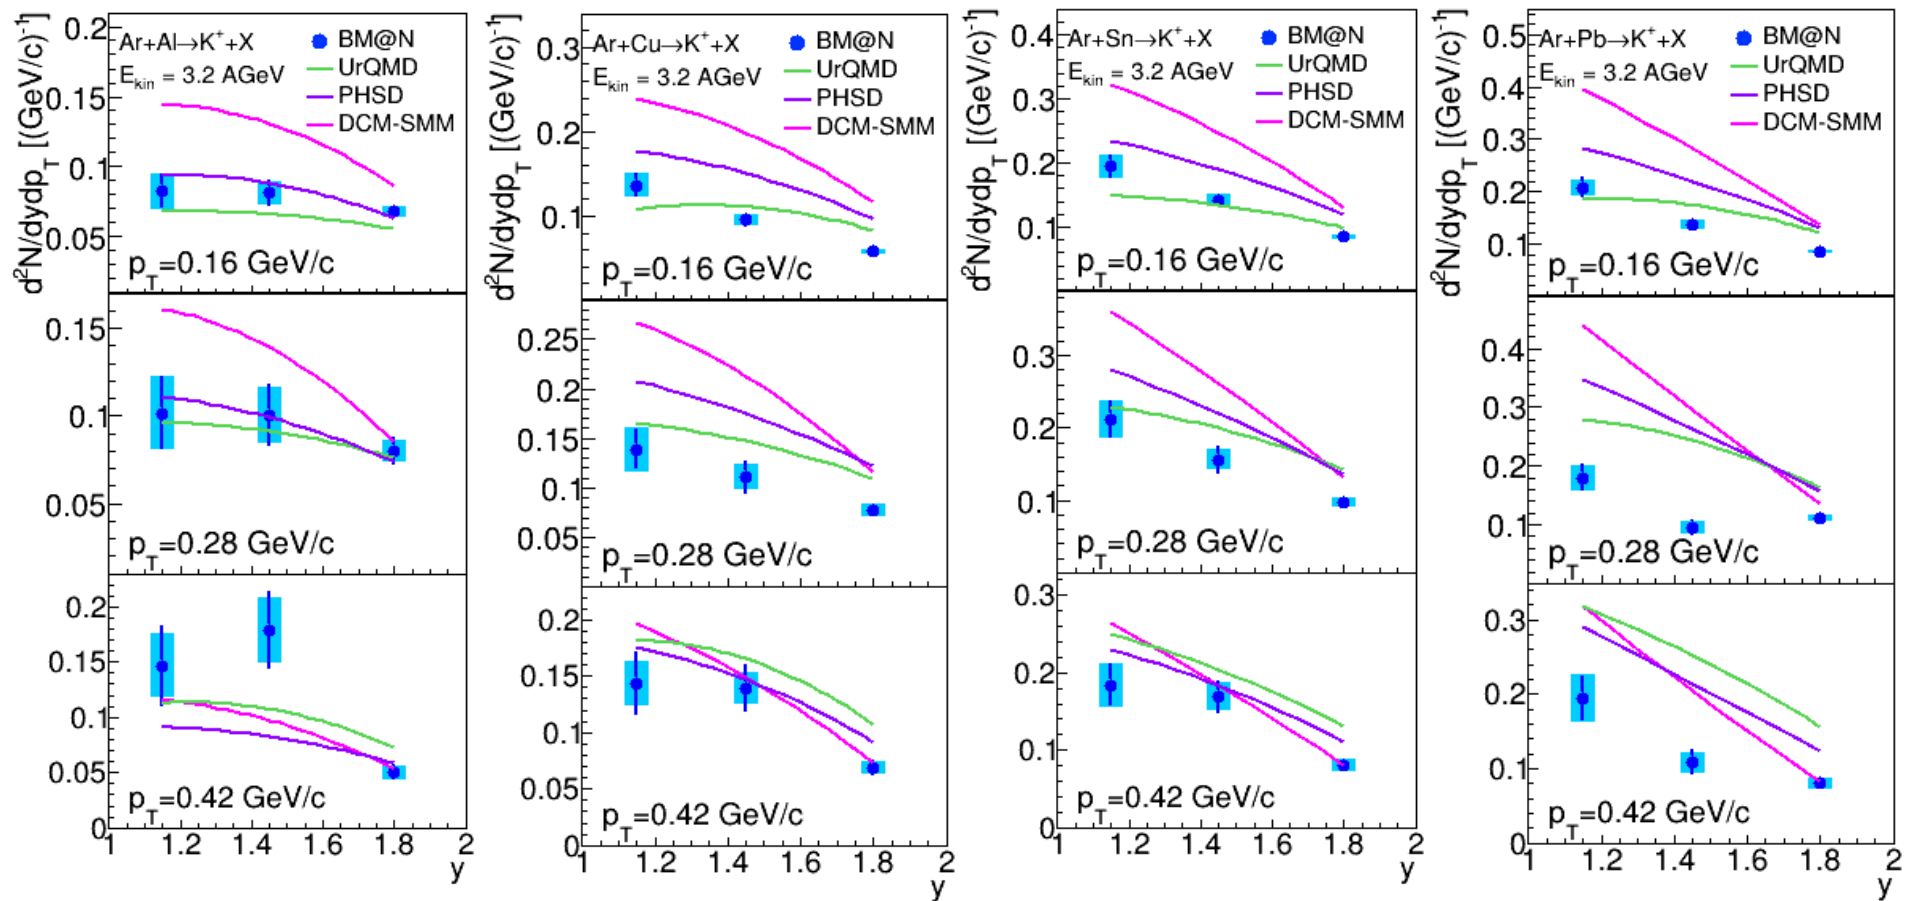 d²N/dydp_T [(GeV/c)⁻¹]
Ar+Al→K⁺+X
E_kin = 3.2 AGeV
BM@N
UrQMD
PHSD
DCM-SMM
0.2
0.15
0.1
0.05
p_T=0.16 GeV/c
0.15
0.1
0.05
p_T=0.28 GeV/c
0.2
0.15
0.1
0.05
0
p_T=0.42 GeV/c
1 1.2 1.4 1.6 1.8 2
y
d²N/dydp_T [(GeV/c)⁻¹]
Ar+Cu→K⁺+X
E_kin = 3.2 AGeV
BM@N
UrQMD
PHSD
DCM-SMM
0.3
0.2
0.1
p_T=0.16 GeV/c
0.25
0.2
0.15
0.1
0.05
p_T=0.28 GeV/c
0.2
0.15
0.1
0.05
0
p_T=0.42 GeV/c
1 1.2 1.4 1.6 1.8 2
y
d²N/dydp_T [(GeV/c)⁻¹]
Ar+Sn→K⁺+X
E_kin = 3.2 AGeV
BM@N
UrQMD
PHSD
DCM-SMM
0.4
0.3
0.2
0.1
p_T=0.16 GeV/c
0.3
0.2
0.1
p_T=0.28 GeV/c
0.3
0.2
0.1
0
p_T=0.42 GeV/c
1 1.2 1.4 1.6 1.8 2
y
d²N/dydp_T [(GeV/c)⁻¹]
Ar+Pb→K⁺+X
E_kin = 3.2 AGeV
BM@N
UrQMD
PHSD
DCM-SMM
0.5
0.4
0.3
0.2
0.1
p_T=0.16 GeV/c
0.4
0.3
0.2
0.1
p_T=0.28 GeV/c
0.3
0.2
0.1
0
p_T=0.42 GeV/c
1 1.2 1.4 1.6 1.8 2
y